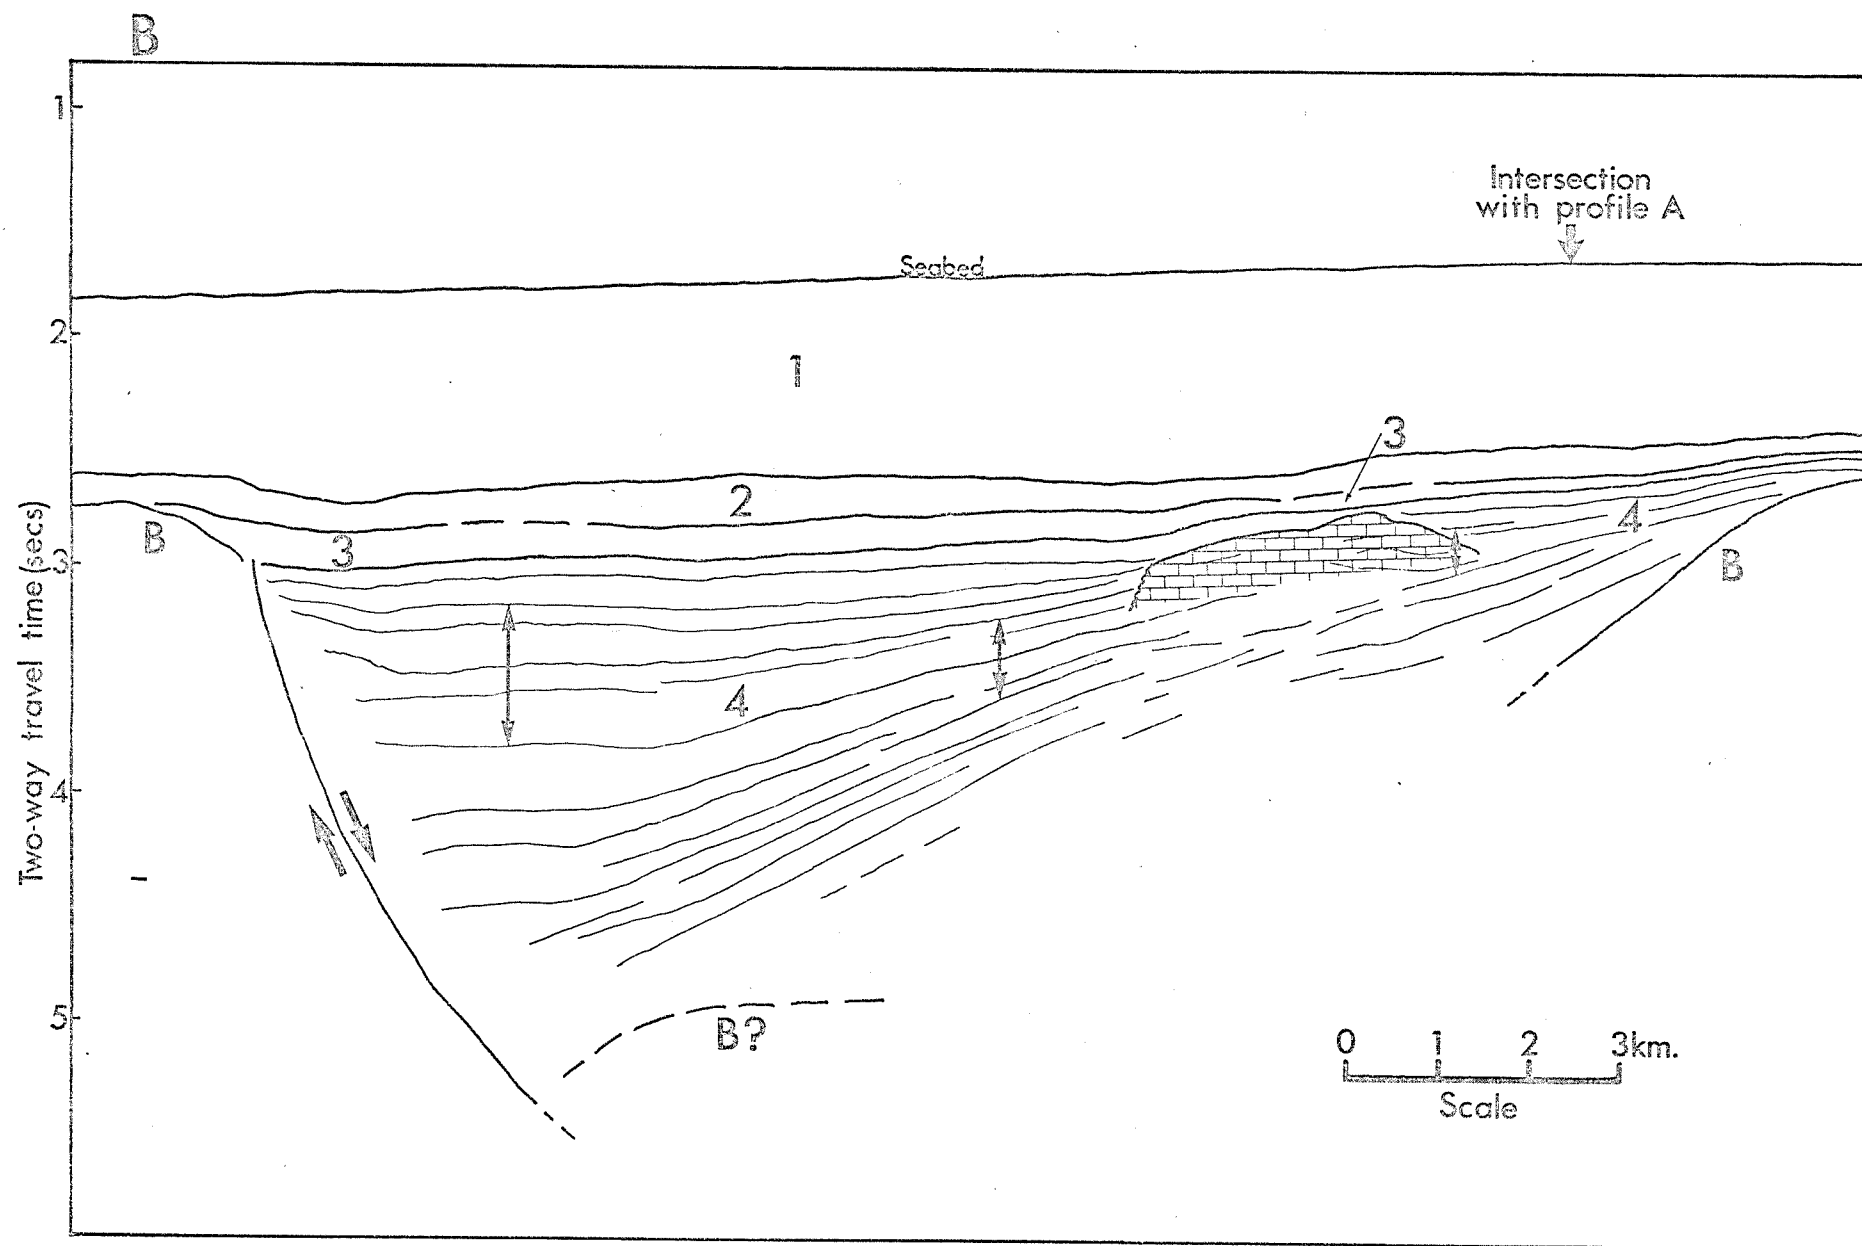 B
1
Intersection
with profile A
Seabed
2
1
3
2
B
3
4
3
B
4
Two-way travel time (secs)
4
5
B?
0 1 2 3km.
Scale